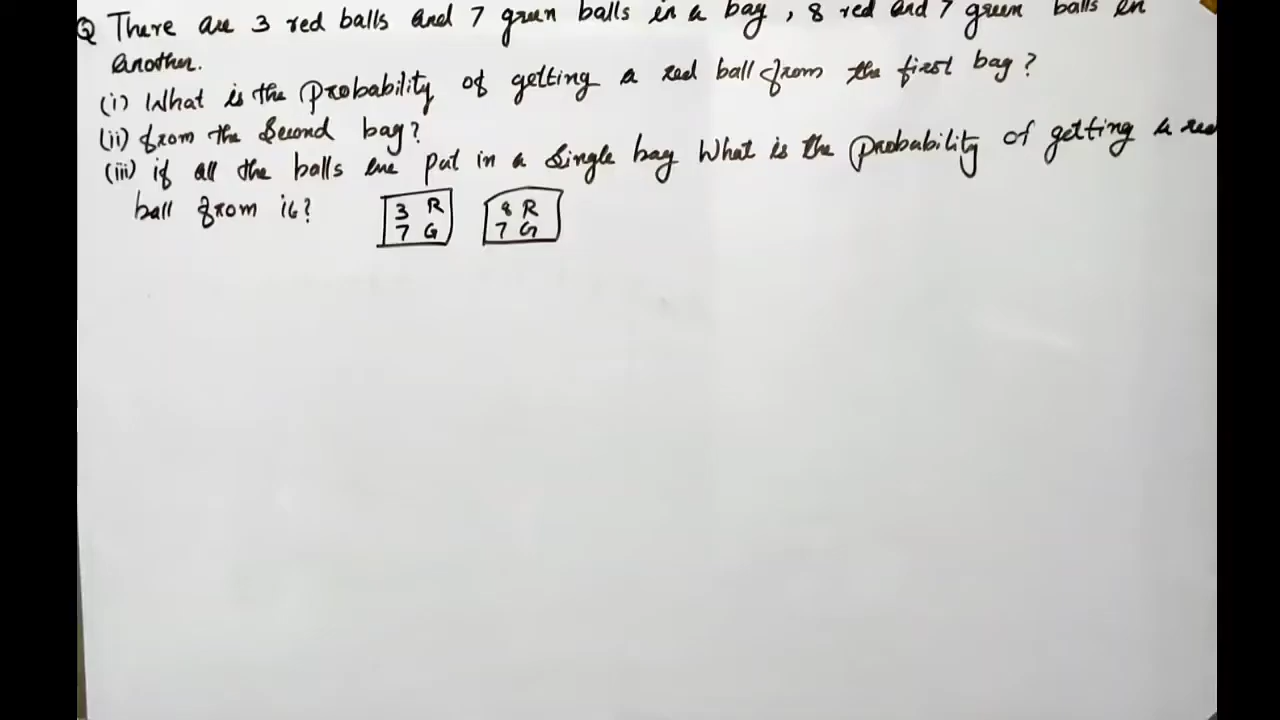 Q There are 3 red balls and 7 green balls in a bag, 8 red and 7 green balls in
another.
(i) What is the Probability of getting a red ball from the first bag?
(ii) from the Second bag?
(iii) if all the balls are put in a Single bag What is the Probability of getting a red
ball from it?
3 R 8 R
7 G 7 G